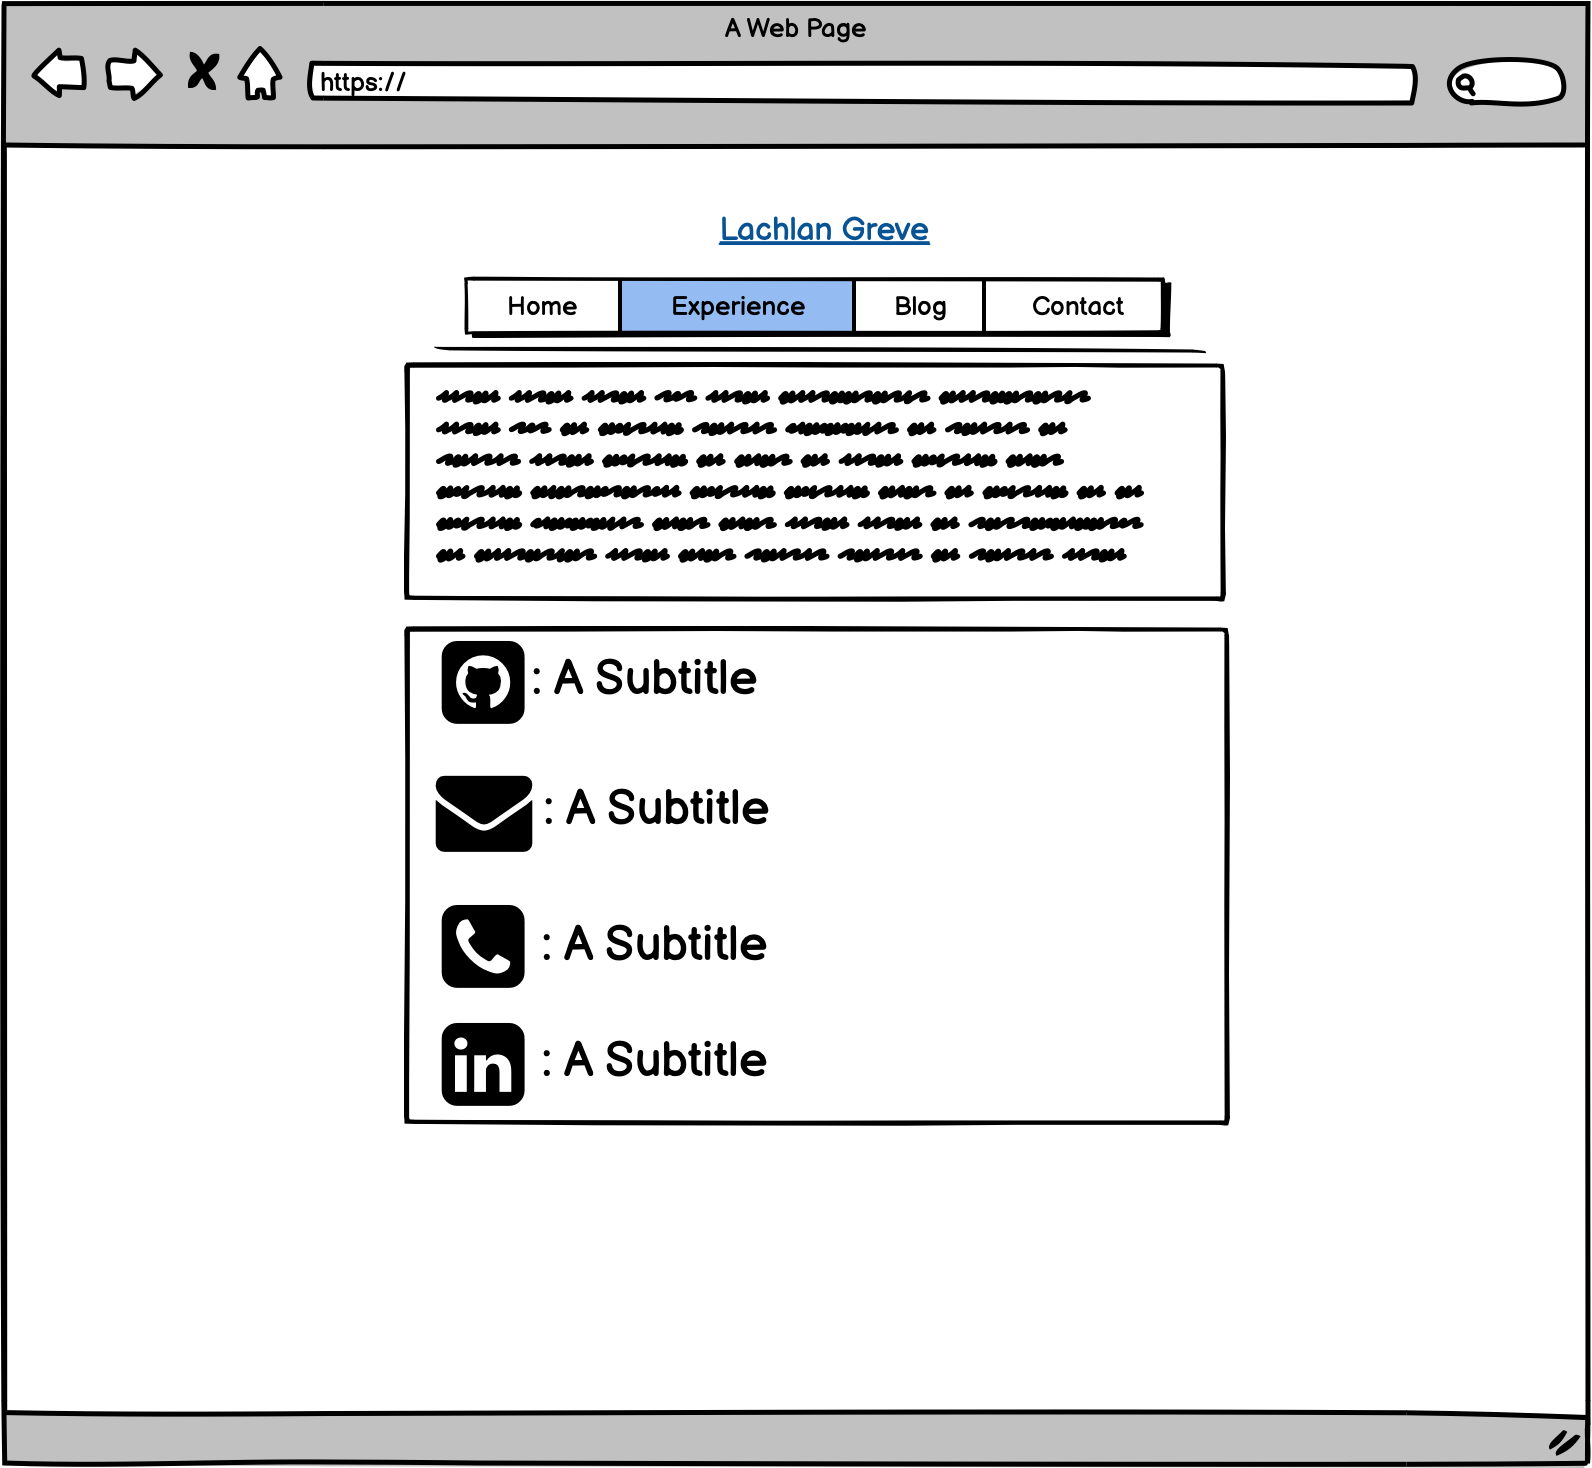 A Web Page
https://
Lachlan Greve
Home Experience Blog Contact
: A Subtitle
: A Subtitle
: A Subtitle
in : A Subtitle